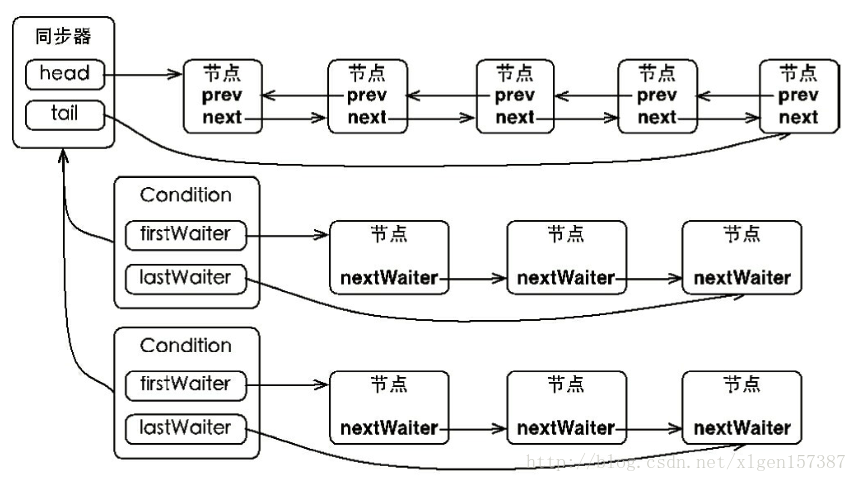 同步器
head
tail
节点 节点 节点 节点 节点
prev prev prev prev prev
next next next next next
Condition
firstWaiter
lastWaiter
节点 节点 节点
nextWaiter nextWaiter nextWaiter
Condition
firstWaiter
lastWaiter
节点 节点 节点
nextWaiter nextWaiter nextWaiter
http://blog.csdn.net/xlgen157387